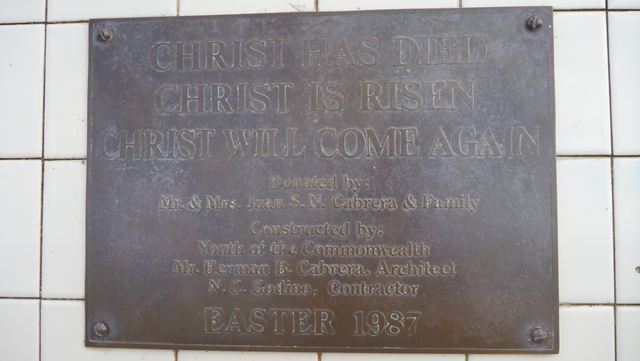 CHRIST HAS DIED
CHRIST IS RISEN
CHRIST WILL COME AGAIN
Donated by:
Mr. & Mrs. Juan S. N. Cabrera & Family
Constructed by:
Youth of the Commonwealth
Mr. Herman B. Cabrera, Architect
N. C. Godino, Contractor
EASTER 1987